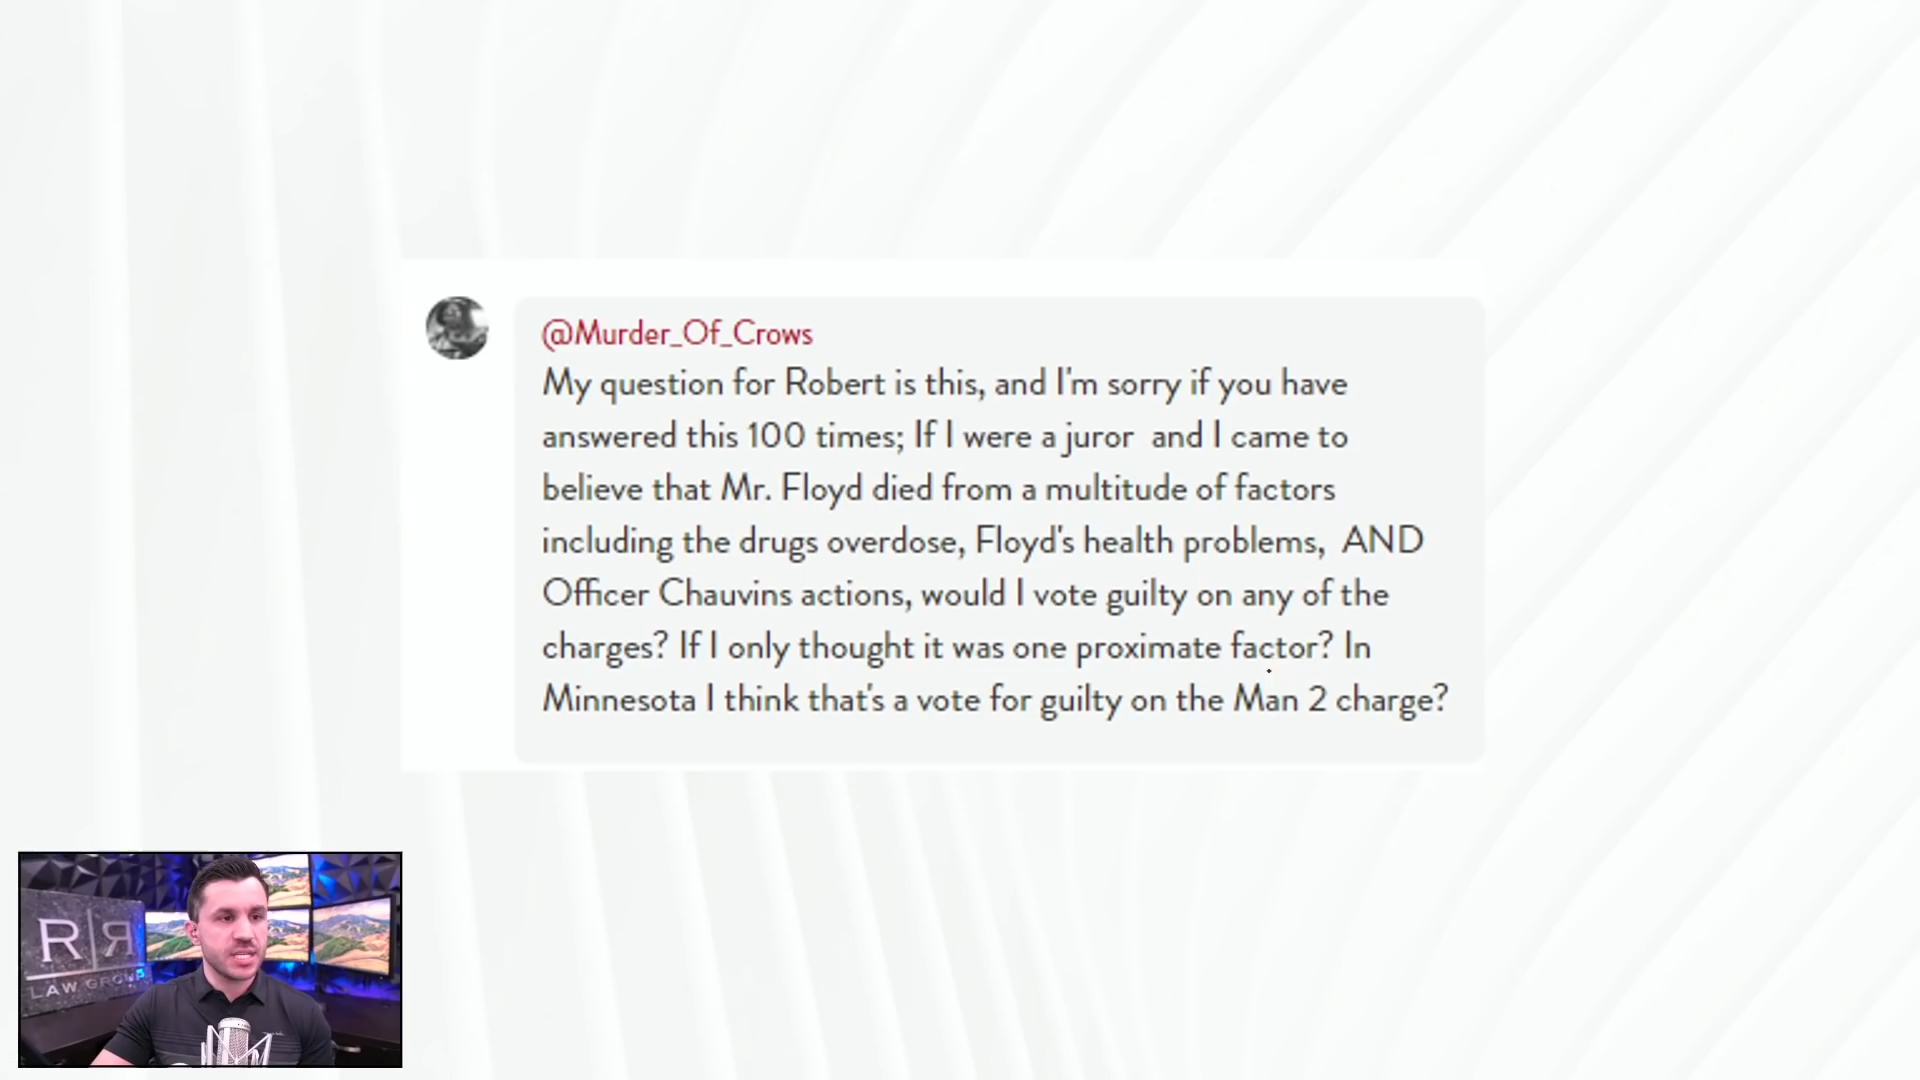 @Murder_Of_Crows
My question for Robert is this, and I'm sorry if you have
answered this 100 times; If I were a juror  and I came to
believe that Mr. Floyd died from a multitude of factors
including the drugs overdose, Floyd's health problems,  AND
Officer Chauvins actions, would I vote guilty on any of the
charges? If I only thought it was one proximate factor? In
Minnesota I think that's a vote for guilty on the Man 2 charge?
R|Я
LAW GROUP